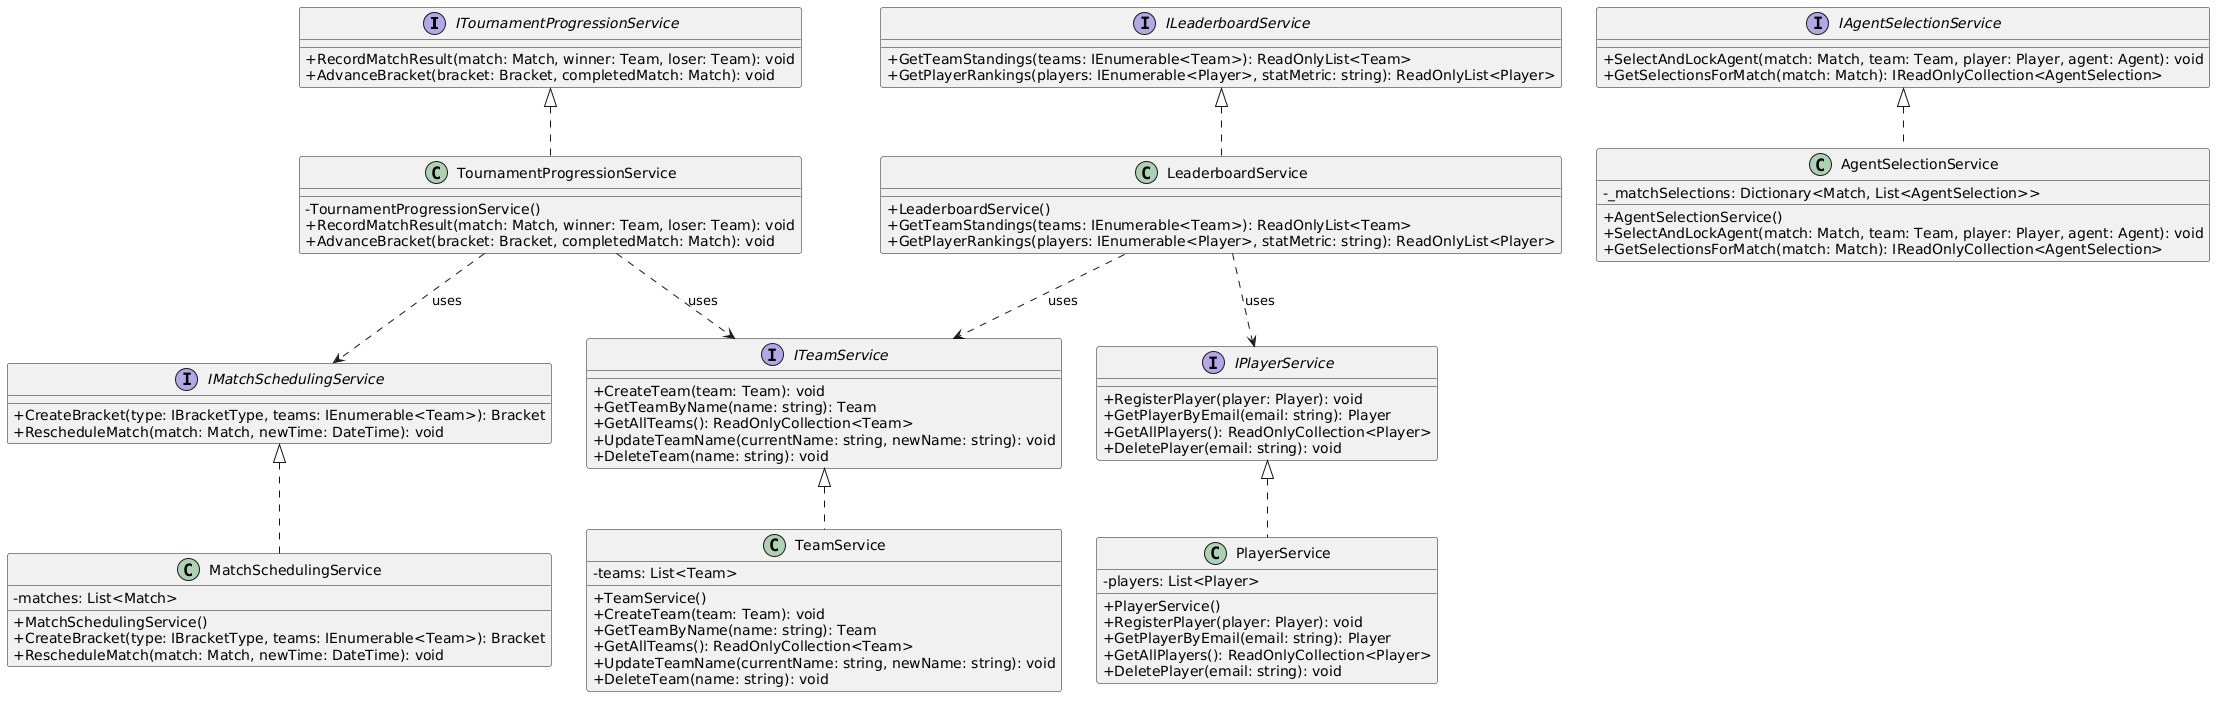 I ITournamentProgressionService
+RecordMatchResult(match: Match, winner: Team, loser: Team): void
+AdvanceBracket(bracket: Bracket, completedMatch: Match): void
I ILeaderboardService
+GetTeamStandings(teams: IEnumerable<Team>): ReadOnlyList<Team>
+GetPlayerRankings(players: IEnumerable<Player>, statMetric: string): ReadOnlyList<Player>
I IAgentSelectionService
+SelectAndLockAgent(match: Match, team: Team, player: Player, agent: Agent): void
+GetSelectionsForMatch(match: Match): IReadOnlyCollection<AgentSelection>
C TournamentProgressionService
-TournamentProgressionService()
+RecordMatchResult(match: Match, winner: Team, loser: Team): void
+AdvanceBracket(bracket: Bracket, completedMatch: Match): void
C LeaderboardService
+LeaderboardService()
+GetTeamStandings(teams: IEnumerable<Team>): ReadOnlyList<Team>
+GetPlayerRankings(players: IEnumerable<Player>, statMetric: string): ReadOnlyList<Player>
C AgentSelectionService
-_matchSelections: Dictionary<Match, List<AgentSelection>>
+AgentSelectionService()
+SelectAndLockAgent(match: Match, team: Team, player: Player, agent: Agent): void
+GetSelectionsForMatch(match: Match): IReadOnlyCollection<AgentSelection>
uses
uses
uses
uses
I IMatchSchedulingService
+CreateBracket(type: IBracketType, teams: IEnumerable<Team>): Bracket
+RescheduleMatch(match: Match, newTime: DateTime): void
I ITeamService
+CreateTeam(team: Team): void
+GetTeamByName(name: string): Team
+GetAllTeams(): ReadOnlyCollection<Team>
+UpdateTeamName(currentName: string, newName: string): void
+DeleteTeam(name: string): void
I IPlayerService
+RegisterPlayer(player: Player): void
+GetPlayerByEmail(email: string): Player
+GetAllPlayers(): ReadOnlyCollection<Player>
+DeletePlayer(email: string): void
C MatchSchedulingService
-matches: List<Match>
+MatchSchedulingService()
+CreateBracket(type: IBracketType, teams: IEnumerable<Team>): Bracket
+RescheduleMatch(match: Match, newTime: DateTime): void
C TeamService
-teams: List<Team>
+TeamService()
+CreateTeam(team: Team): void
+GetTeamByName(name: string): Team
+GetAllTeams(): ReadOnlyCollection<Team>
+UpdateTeamName(currentName: string, newName: string): void
+DeleteTeam(name: string): void
C PlayerService
-players: List<Player>
+PlayerService()
+RegisterPlayer(player: Player): void
+GetPlayerByEmail(email: string): Player
+GetAllPlayers(): ReadOnlyCollection<Player>
+DeletePlayer(email: string): void